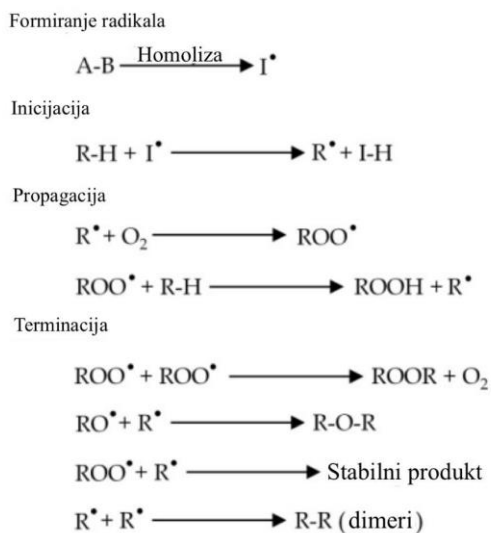 Formiranje radikala
A-B Homoliza ⟶ I•
Inicijacija
R-H + I• ⟶ R• + I-H
Propagacija
R• + O₂ ⟶ ROO•
ROO• + R-H ⟶ ROOH + R•
Terminacija
ROO• + ROO• ⟶ ROOR + O₂
RO• + R• ⟶ R-O-R
ROO• + R• ⟶ Stabilni produkt
R• + R• ⟶ R-R (dimeri)